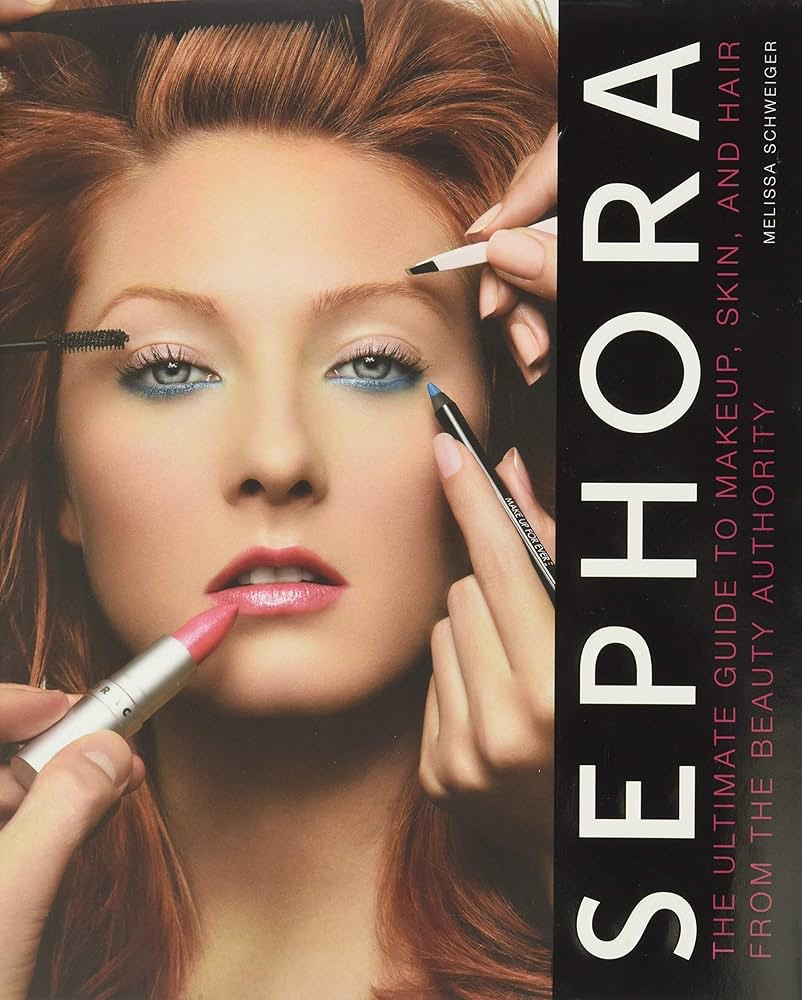 SEPHORA
THE ULTIMATE GUIDE TO MAKEUP, SKIN, AND HAIR
FROM THE BEAUTY AUTHORITY
MELISSA SCHWEIGER
MAKE UP FOR EVER